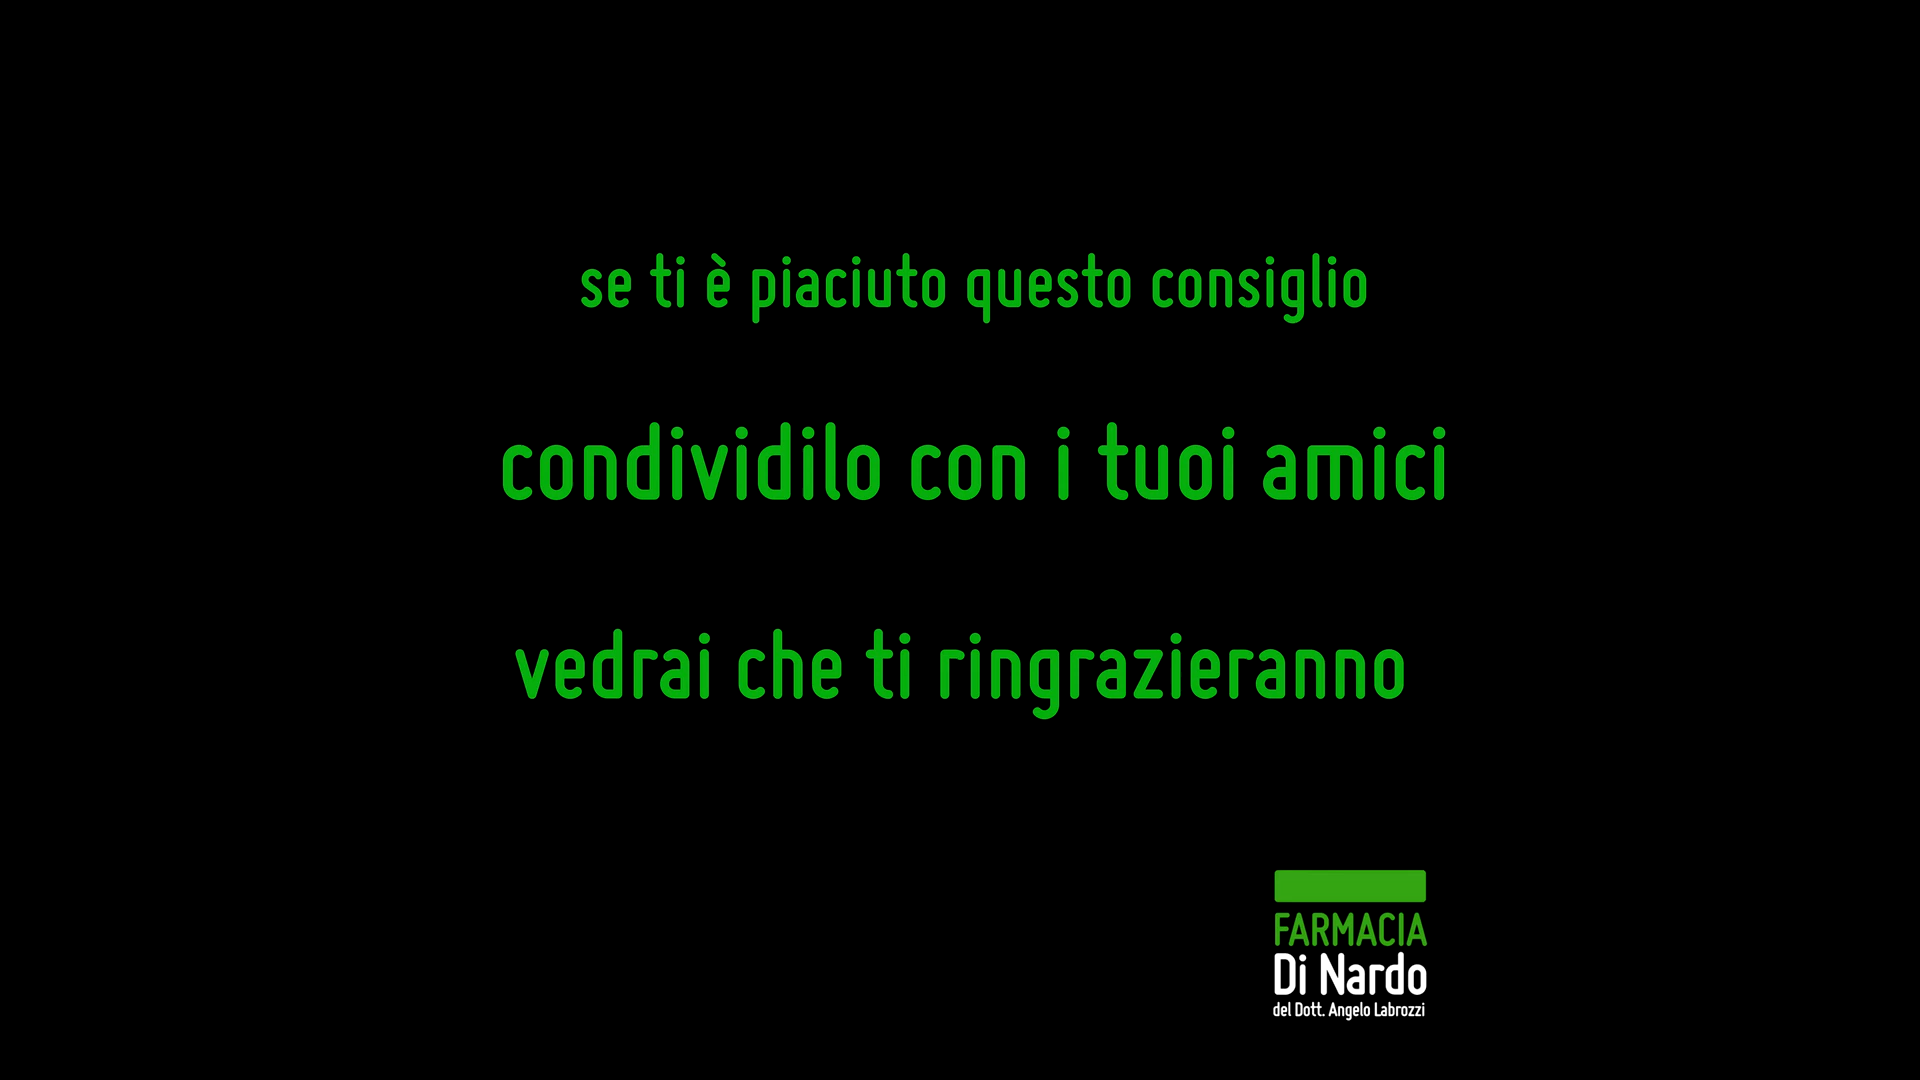 se ti è piaciuto questo consiglio
condividilo con i tuoi amici
vedrai che ti ringrazieranno
FARMACIA
Di Nardo
del Dott. Angelo Labrozzi